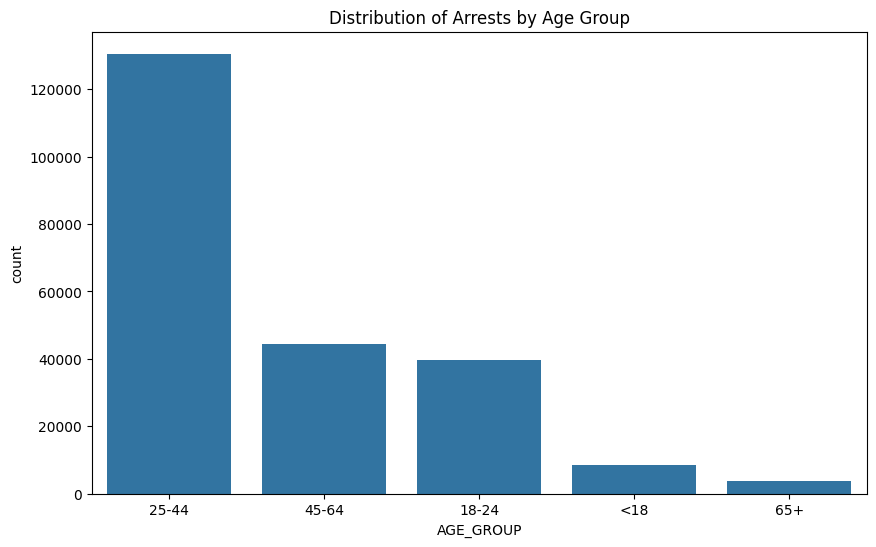 Distribution of Arrests by Age Group
120000
100000
80000
60000
40000
20000
0
count
25-44 45-64 18-24 <18 65+
AGE_GROUP